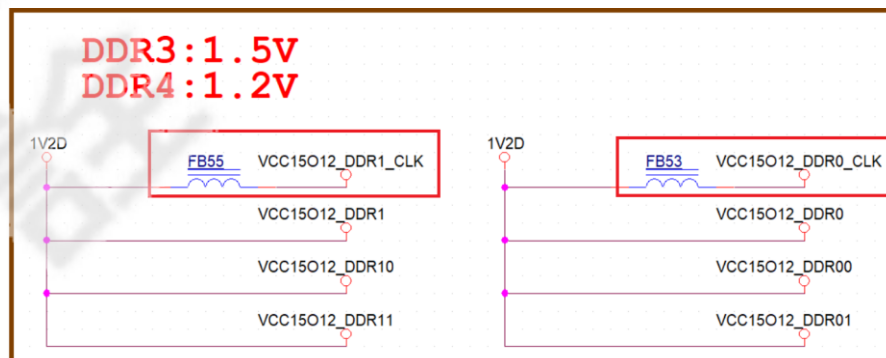 DDR3:1.5V
DDR4:1.2V
1V2D
FB55
VCC15O12_DDR1_CLK
VCC15O12_DDR1
VCC15O12_DDR10
VCC15O12_DDR11
1V2D
FB53
VCC15O12_DDR0_CLK
VCC15O12_DDR0
VCC15O12_DDR00
VCC15O12_DDR01